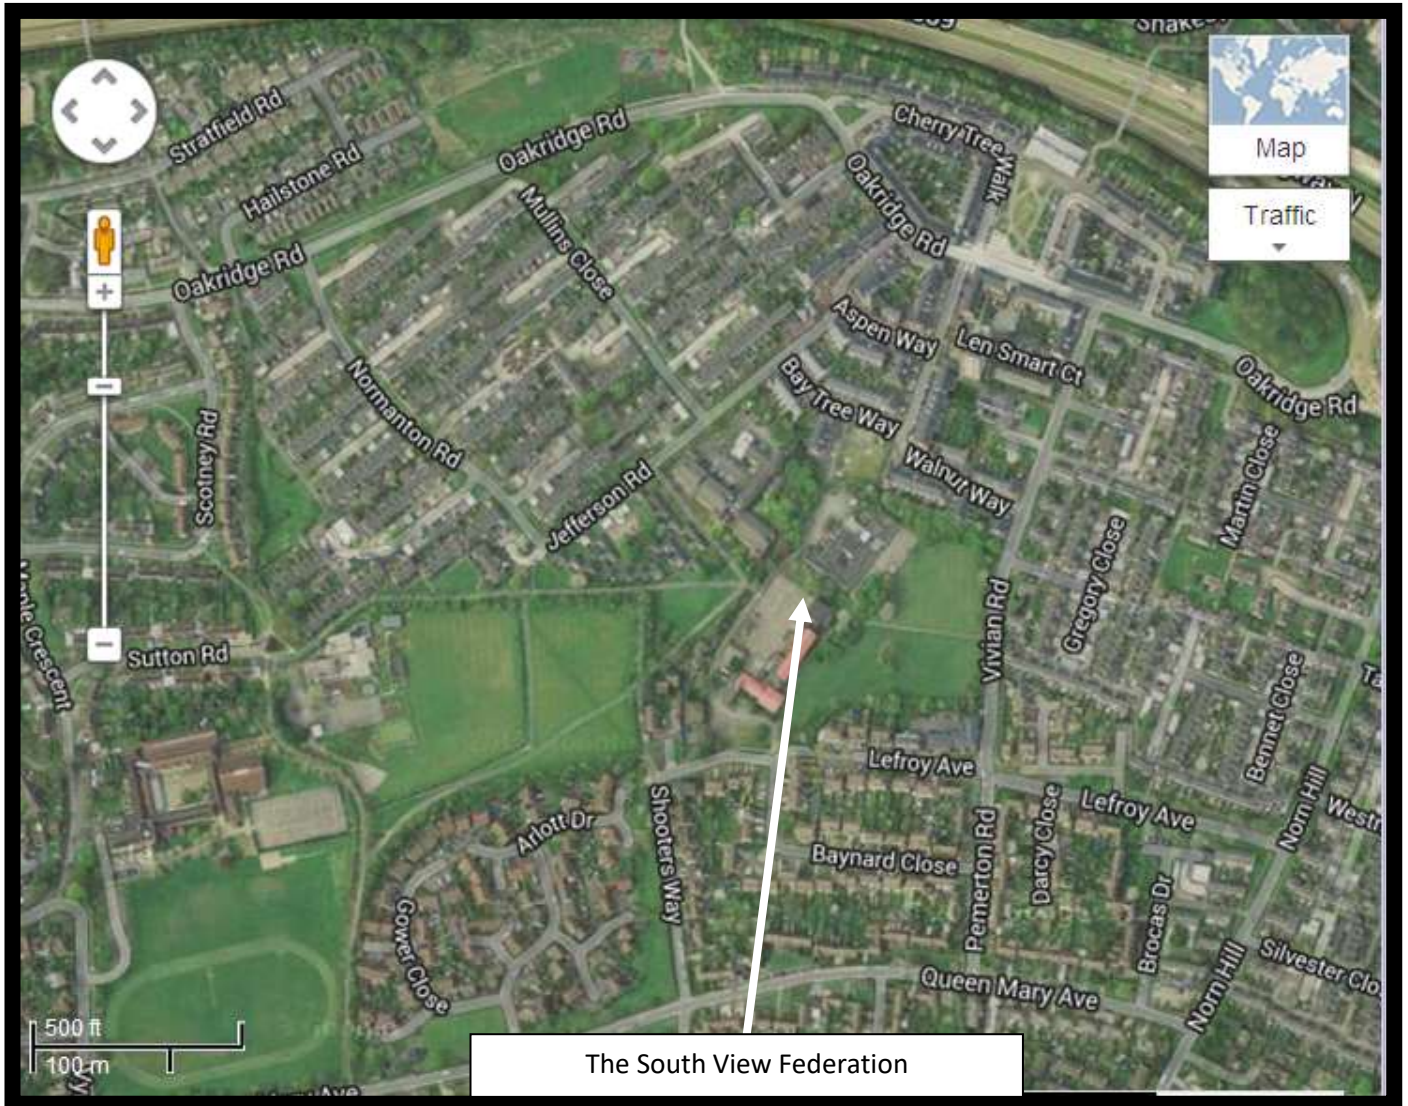 Stratfield Rd
Hailstone Rd
Oakridge Rd
Cherry Tree Walk
Map
Traffic
Oakridge Rd
Mullins Close
Oakridge Rd
Aspen Way
Len Smart Ct
Bay Tree Way
Oakridge Rd
Normanton Rd
Walnut Way
Martin Close
Scotney Rd
Jefferson Rd
Gregory Close
Vivian Rd
Crescent
Sutton Rd
Bennet Close
Lefroy Ave
Lefroy Ave
Norn Hill
Arlott Dr
Shooters Way
Baynard Close
Pemerton Rd
Darcy Close
Brocas Dr
Gower Close
Queen Mary Ave
Norn Hill
Silvester Clo
500 ft
100 m
The South View Federation
Ave